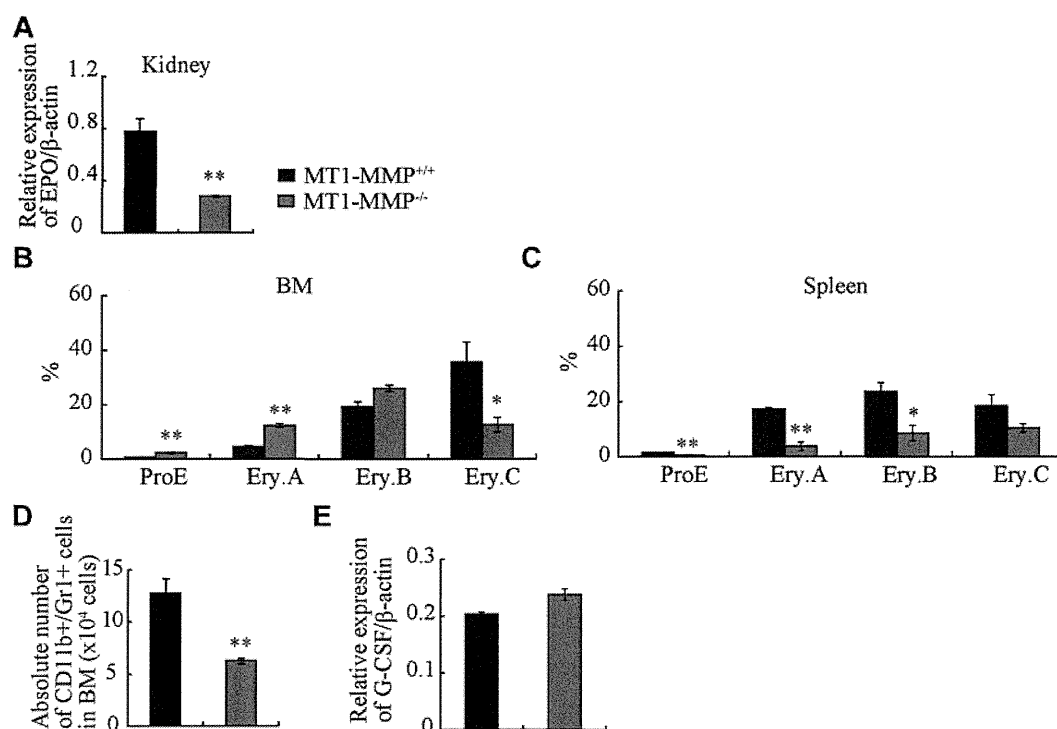 A
Kidney
Relative expression
of EPO/β-actin
1.2
0.8
0.4
0
**
MT1-MMP+/+
MT1-MMP-/-
B
BM
%
60
40
20
0
**
**
*
ProE
Ery.A
Ery.B
Ery.C
C
Spleen
%
60
40
20
0
**
**
*
ProE
Ery.A
Ery.B
Ery.C
D
Absolute number
of CD11b+/Gr1+ cells
in BM (x10⁴ cells)
15
10
5
0
**
E
Relative expression
of G-CSF/β-actin
0.3
0.2
0.1
0